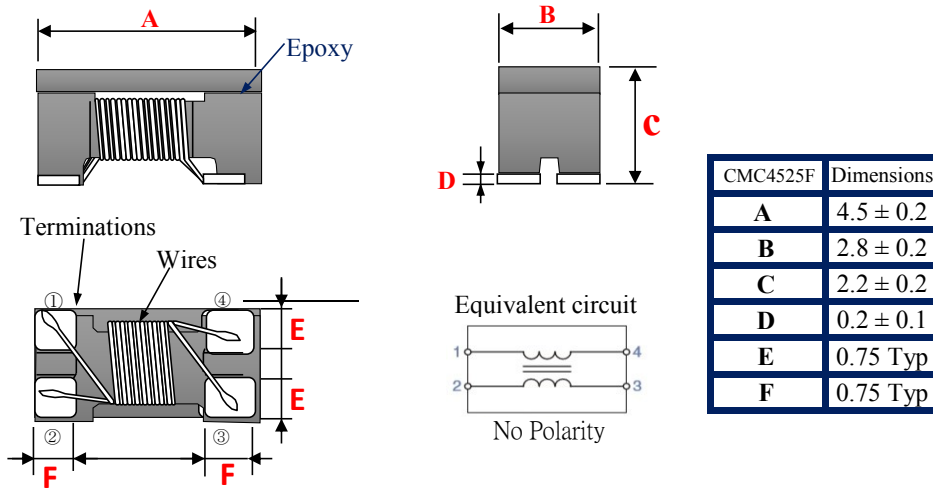 A
Epoxy
B
C
D
Terminations
Wires
① ④
E
E
② ③
F F
Equivalent circuit
1 4
2 3
No Polarity
CMC4525F Dimensions
A 4.5 ± 0.2
B 2.8 ± 0.2
C 2.2 ± 0.2
D 0.2 ± 0.1
E 0.75 Typ
F 0.75 Typ